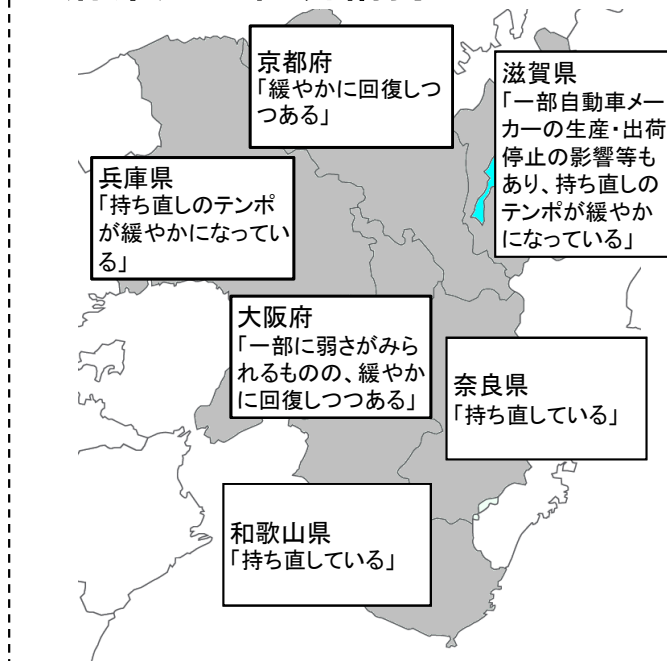 京都府
「緩やかに回復しつ
つある」
滋賀県
「一部自動車メー
カーの生産・出荷
停止の影響等も
あり、持ち直しの
テンポが緩やか
になっている」
兵庫県
「持ち直しのテンポ
が緩やかになってい
る」
大阪府
「一部に弱さがみら
れるものの、緩やか
に回復しつつある」
奈良県
「持ち直している」
和歌山県
「持ち直している」